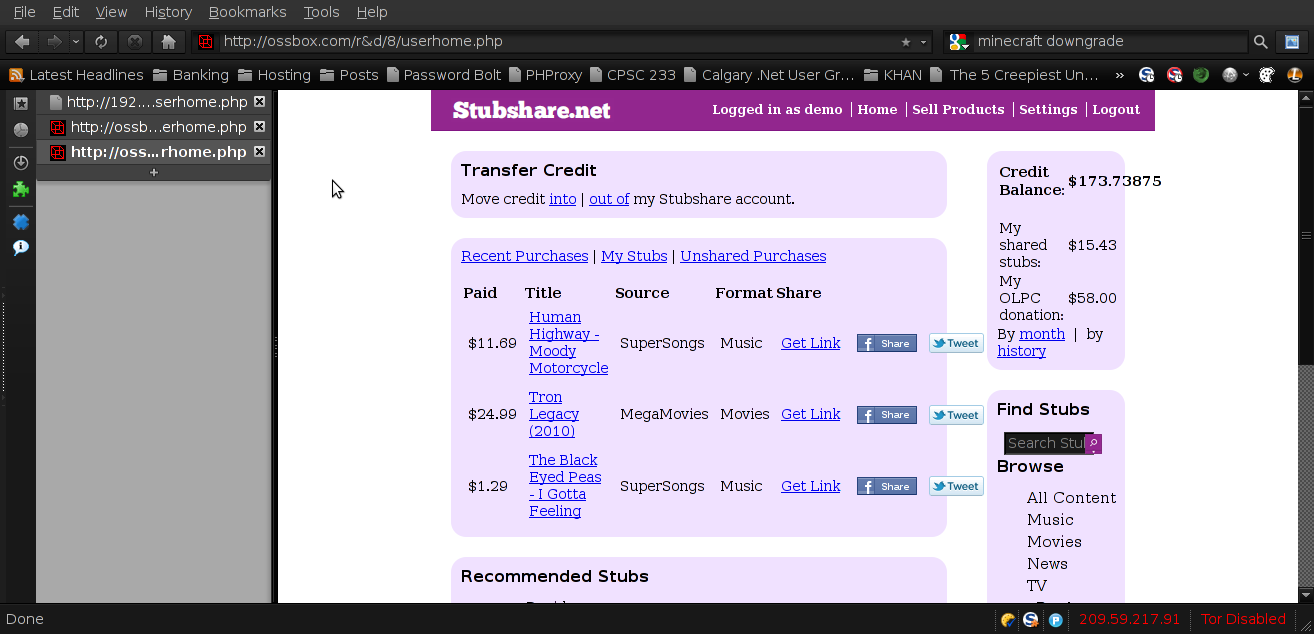 File Edit View History Bookmarks Tools Help
http://ossbox.com/r&d/8/userhome.php
minecraft downgrade
Latest Headlines Banking Hosting Posts Password Bolt PHProxy CPSC 233 Calgary .Net User Gr... KHAN The 5 Creepiest Un... »
http://192....serhome.php
http://ossb...erhome.php
http://oss...rhome.php
+
Stubshare.net
Logged in as demo | Home | Sell Products | Settings | Logout
Transfer Credit
Move credit into | out of my Stubshare account.
Recent Purchases | My Stubs | Unshared Purchases
Paid Title Source Format Share
$11.69 Human Highway - Moody Motorcycle SuperSongs Music Get Link Share Tweet
$24.99 Tron Legacy (2010) MegaMovies Movies Get Link Share Tweet
$1.29 The Black Eyed Peas - I Gotta Feeling SuperSongs Music Get Link Share Tweet
Recommended Stubs
Credit Balance: $173.73875
My shared stubs: $15.43
My OLPC donation: $58.00
By month | by history
Find Stubs
Search Stu
Browse
All Content
Music
Movies
News
TV
Done
209.59.217.91 Tor Disabled